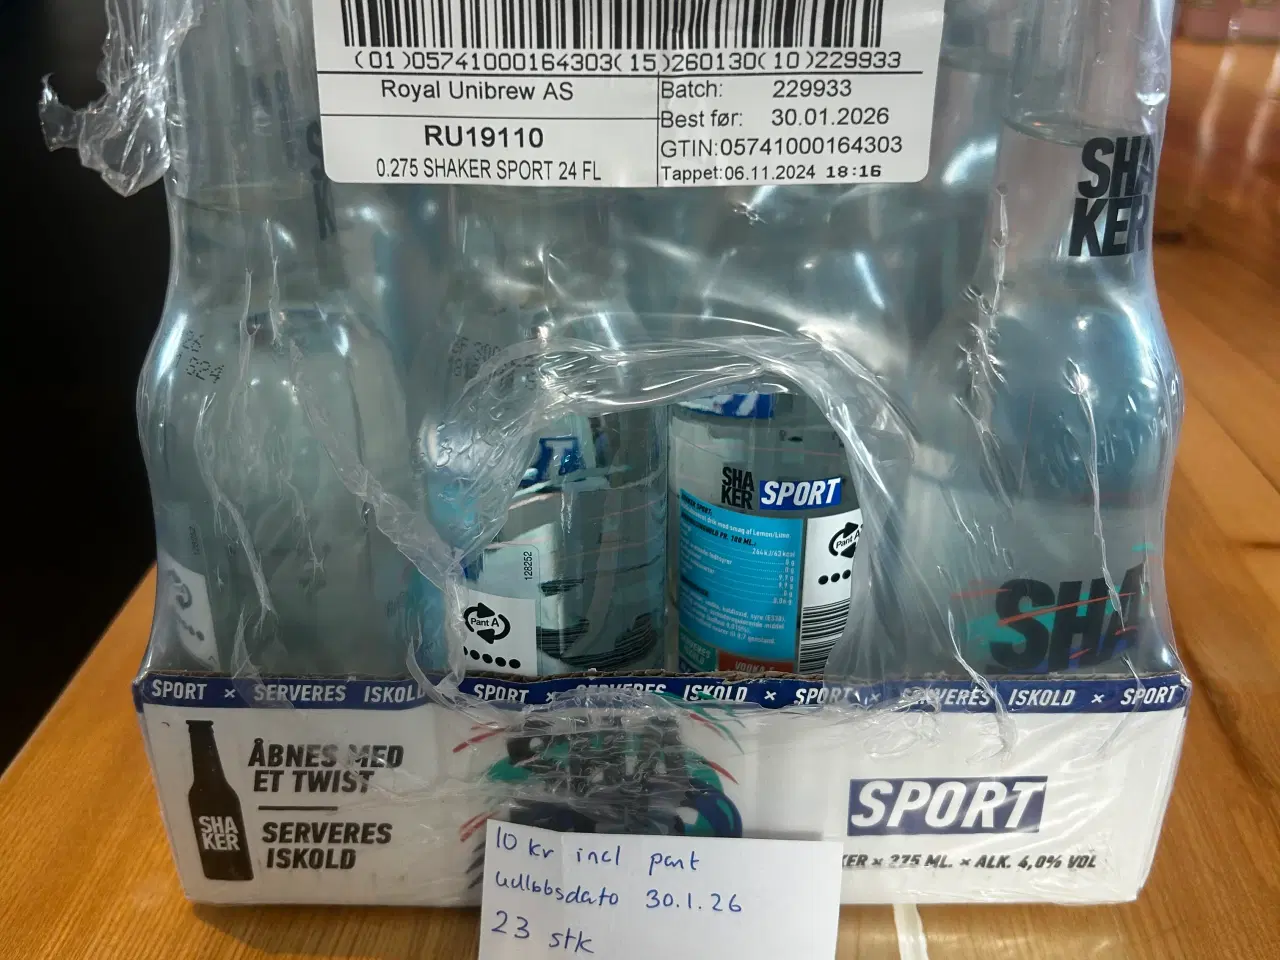 (01)05741000164303(15)260130(10)229933
Royal Unibrew AS
RU19110
0.275 SHAKER SPORT 24 FL
Batch: 229933
Best før: 30.01.2026
GTIN:05741000164303
Tappet:06.11.2024 18:16
SHA
KER
SHA
KER SPORT
Pant A
128252
Pant A
SHA
SPORT × SERVERES ISKOLD SPORT × SERVERES ISKOLD × SPORT × SERVERES ISKOLD × SPORT
ÅBNES MED
ET TWIST
SERVERES
ISKOLD
SHA
KER
SPORT
KER × 275 ML. × ALK. 4,0% VOL
10 kr incl pant
udløbsdato 30.1.26
23 stk